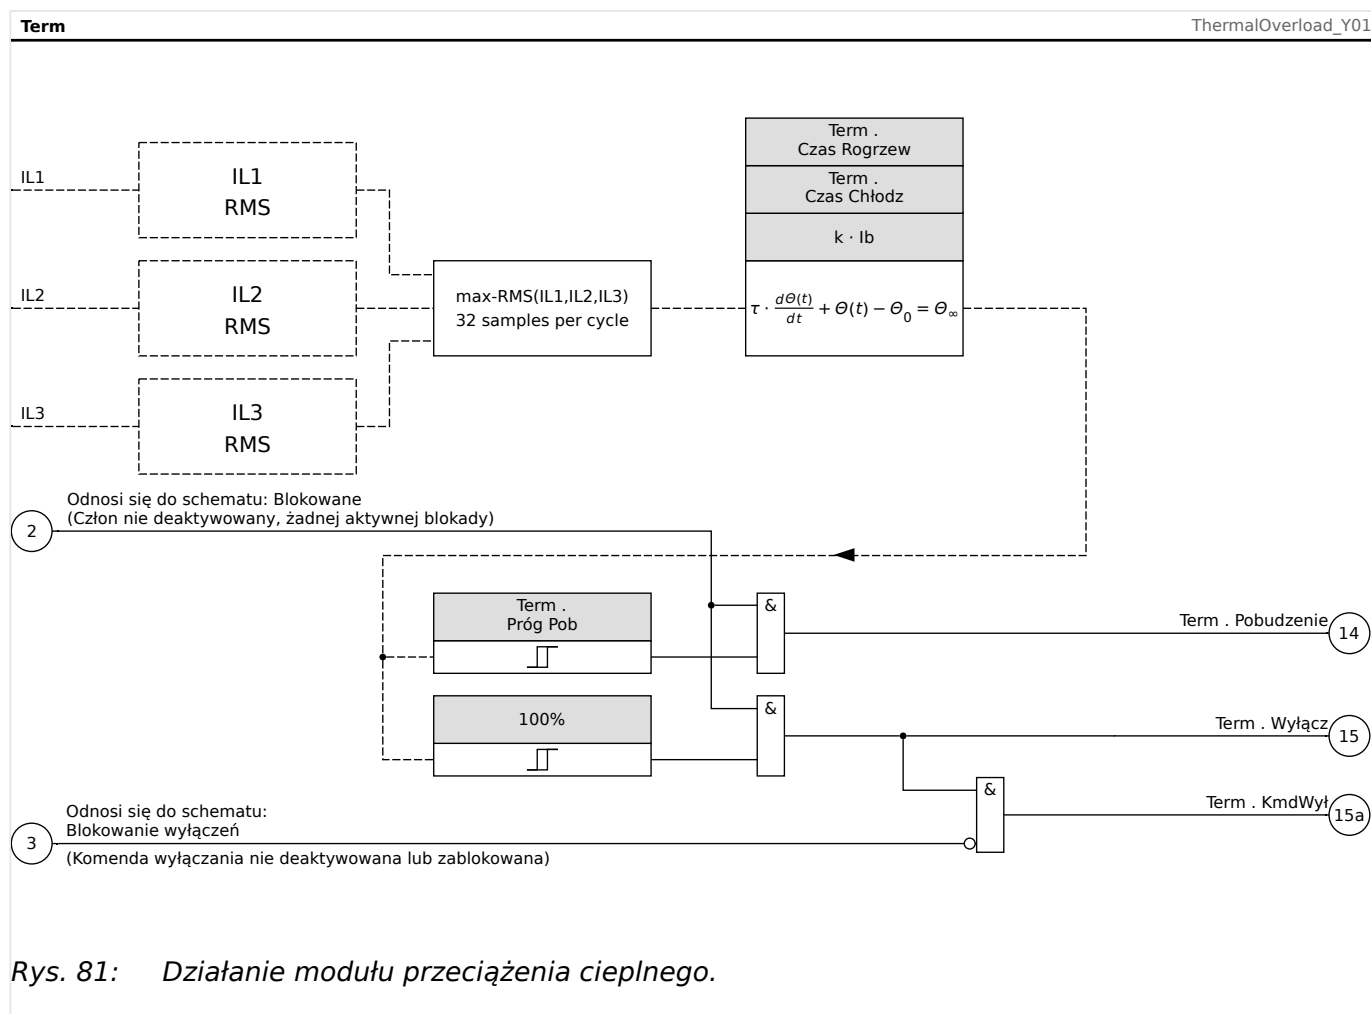 Term
ThermalOverload_Y01
Term .
Czas Rogrzew
Term .
Czas Chłodz
k · Ib
τ · dΘ(t)/dt + Θ(t) − Θ₀ = Θ∞
IL1
IL1
RMS
IL2
IL2
RMS
IL3
IL3
RMS
max-RMS(IL1,IL2,IL3)
32 samples per cycle
2
Odnosi się do schematu: Blokowane
(Człon nie deaktywowany, żadnej aktywnej blokady)
Term .
Próg Pob
&
Term . Pobudzenie
14
100%
&
Term . Wyłącz
15
&
Term . KmdWył
15a
3
Odnosi się do schematu:
Blokowanie wyłączeń
(Komenda wyłączania nie deaktywowana lub zablokowana)
Rys. 81: Działanie modułu przeciążenia cieplnego.